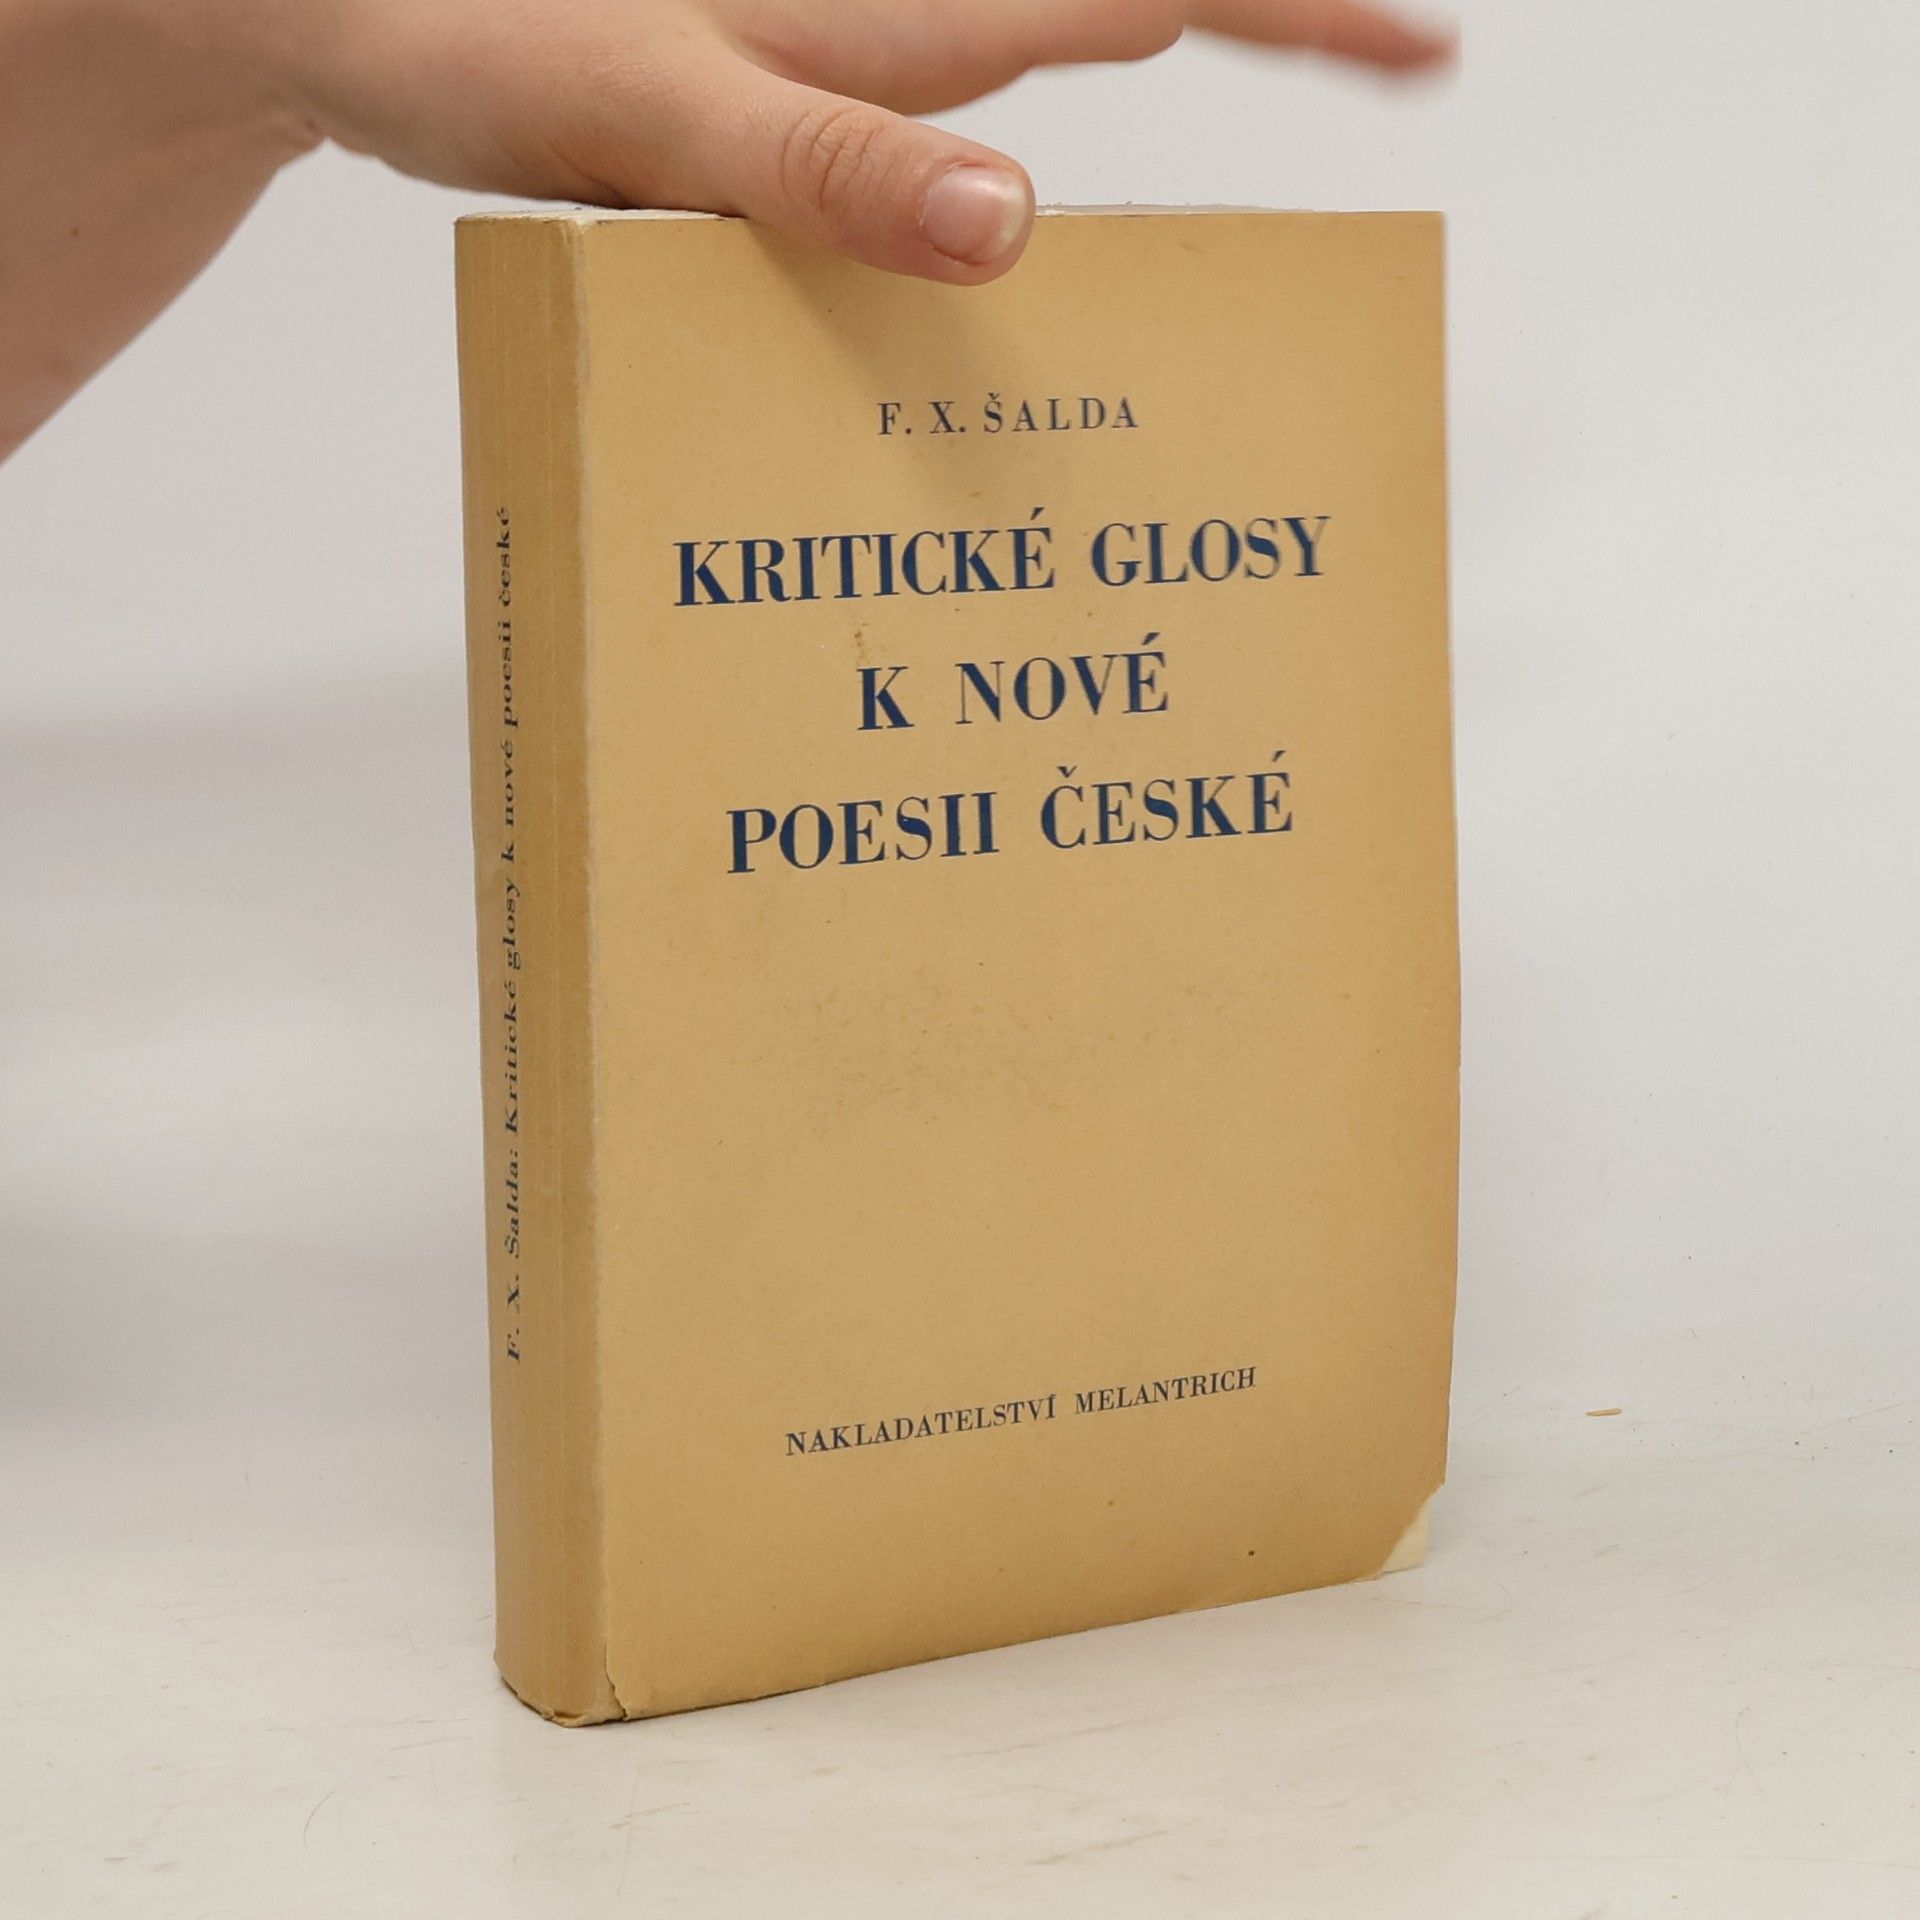 F. X. ŠALDA
KRITICKÉ GLOSY
K NOVÉ
POESII ČESKÉ
NAKLADATELSTVÍ MELANTRICH
F. X. Šalda: Kritické glosy k nové poesii české